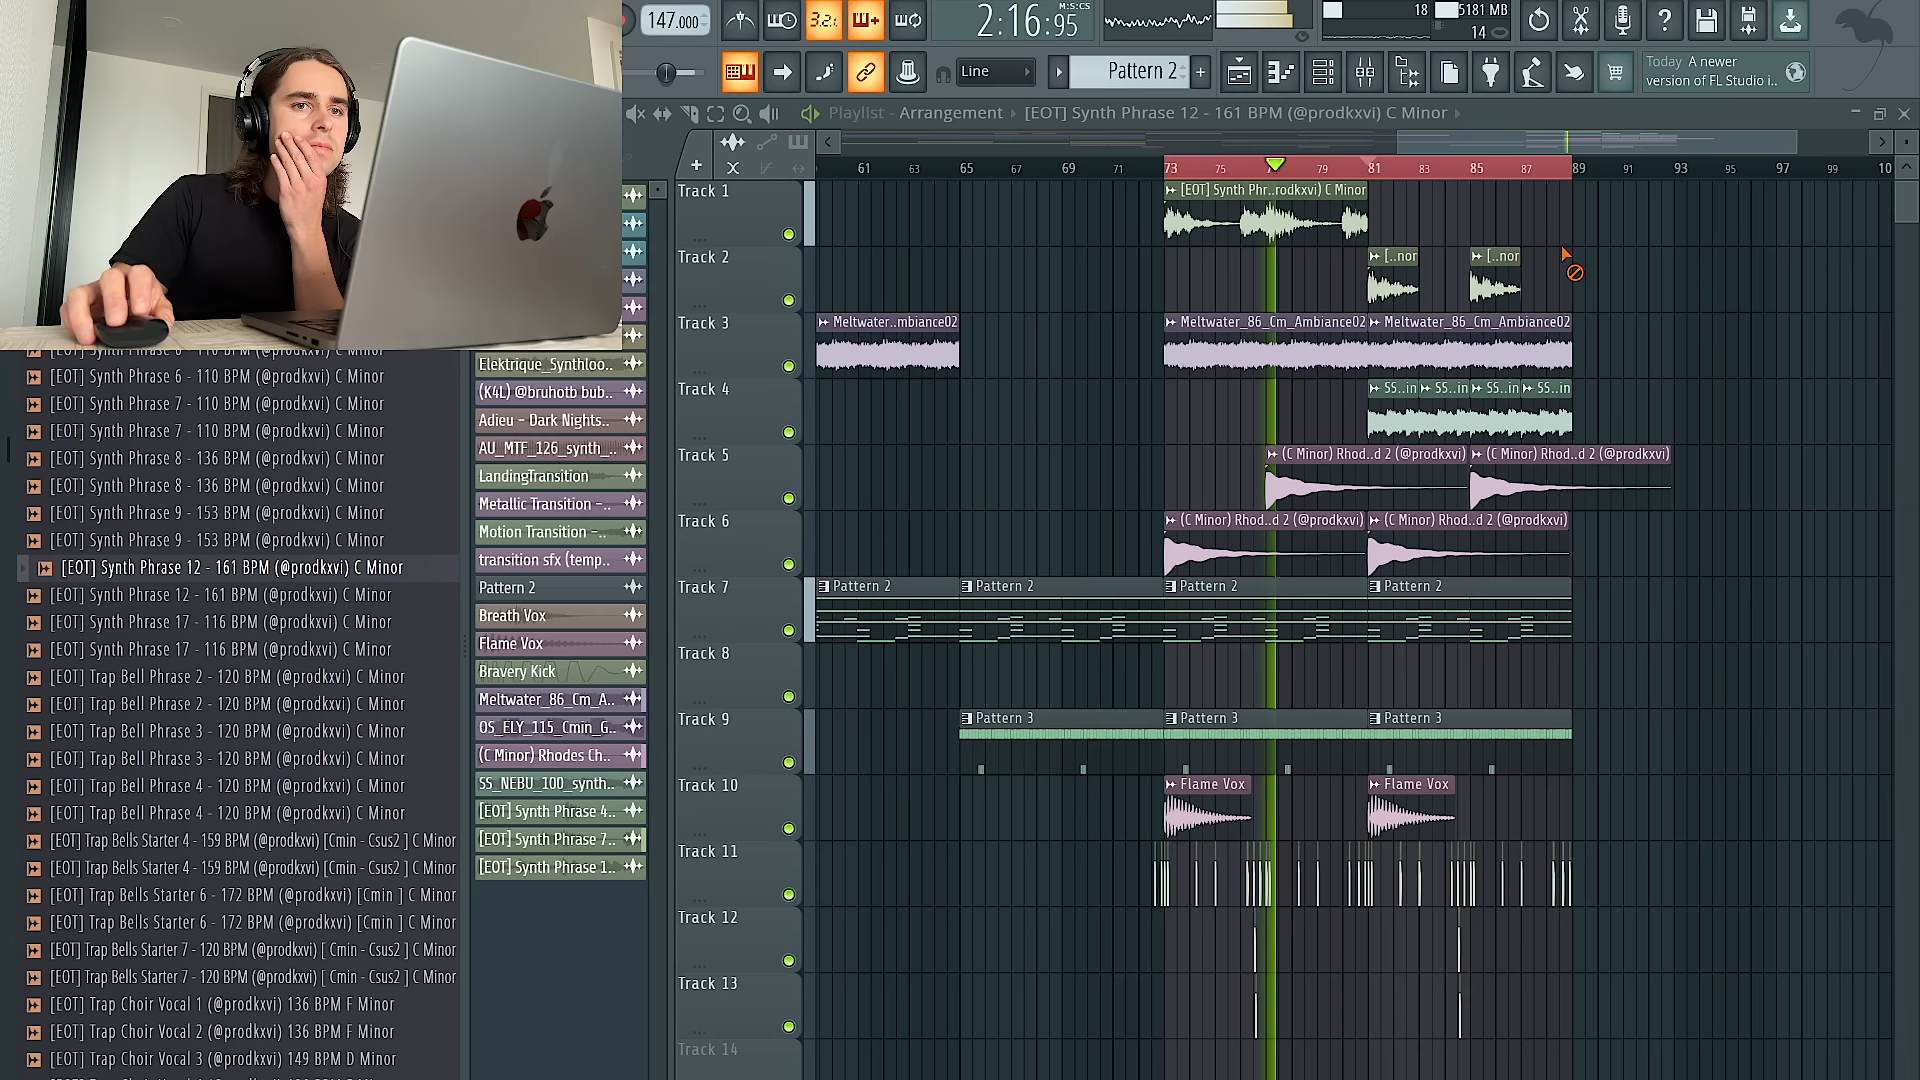 147.000
3.2.
2:16:95
M:S:CS
18
5181 MB
14
Line
Pattern 2
Today A newer
version of FL Studio i..
Playlist - Arrangement › [EOT] Synth Phrase 12 - 161 BPM (@prodkxvi) C Minor ›
61 63 65 67 69 71 73 75 79 81 83 85 87 89 91 93 95 97 99 10
Track 1
[EOT] Synth Phr..rodkxvi) C Minor
Track 2
[..nor
[..nor
Track 3
Meltwater..mbiance02
Meltwater_86_Cm_Ambiance02
Meltwater_86_Cm_Ambiance02
Track 4
SS..in
SS..in
SS..in
SS..in
Track 5
(C Minor) Rhod..d 2 (@prodkxvi)
(C Minor) Rhod..d 2 (@prodkxvi)
Track 6
(C Minor) Rhod..d 2 (@prodkxvi)
(C Minor) Rhod..d 2 (@prodkxvi)
Track 7
Pattern 2
Pattern 2
Pattern 2
Pattern 2
Track 8
Track 9
Pattern 3
Pattern 3
Pattern 3
Track 10
Flame Vox
Flame Vox
Track 11
Track 12
Track 13
Track 14
Elektrique_Synthloo..
(K4L) @bruhotb bub..
Adieu - Dark Nights..
AU_MTF_126_synth_..
LandingTransition
Metallic Transition -..
Motion Transition -..
transition sfx (temp..
Pattern 2
Breath Vox
Flame Vox
Bravery Kick
Meltwater_86_Cm_A..
OS_ELY_115_Cmin_G..
(C Minor) Rhodes Ch..
SS_NEBU_100_synth..
[EOT] Synth Phrase 4..
[EOT] Synth Phrase 7..
[EOT] Synth Phrase 1..
[EOT] Synth Phrase 6 - 110 BPM (@prodkxvi) C Minor
[EOT] Synth Phrase 7 - 110 BPM (@prodkxvi) C Minor
[EOT] Synth Phrase 7 - 110 BPM (@prodkxvi) C Minor
[EOT] Synth Phrase 8 - 136 BPM (@prodkxvi) C Minor
[EOT] Synth Phrase 8 - 136 BPM (@prodkxvi) C Minor
[EOT] Synth Phrase 9 - 153 BPM (@prodkxvi) C Minor
[EOT] Synth Phrase 9 - 153 BPM (@prodkxvi) C Minor
[EOT] Synth Phrase 12 - 161 BPM (@prodkxvi) C Minor
[EOT] Synth Phrase 12 - 161 BPM (@prodkxvi) C Minor
[EOT] Synth Phrase 17 - 116 BPM (@prodkxvi) C Minor
[EOT] Synth Phrase 17 - 116 BPM (@prodkxvi) C Minor
[EOT] Trap Bell Phrase 2 - 120 BPM (@prodkxvi) C Minor
[EOT] Trap Bell Phrase 2 - 120 BPM (@prodkxvi) C Minor
[EOT] Trap Bell Phrase 3 - 120 BPM (@prodkxvi) C Minor
[EOT] Trap Bell Phrase 3 - 120 BPM (@prodkxvi) C Minor
[EOT] Trap Bell Phrase 4 - 120 BPM (@prodkxvi) C Minor
[EOT] Trap Bell Phrase 4 - 120 BPM (@prodkxvi) C Minor
[EOT] Trap Bells Starter 4 - 159 BPM (@prodkxvi) [Cmin - Csus2 ] C Minor
[EOT] Trap Bells Starter 4 - 159 BPM (@prodkxvi) [Cmin - Csus2 ] C Minor
[EOT] Trap Bells Starter 6 - 172 BPM (@prodkxvi) [Cmin ] C Minor
[EOT] Trap Bells Starter 6 - 172 BPM (@prodkxvi) [Cmin ] C Minor
[EOT] Trap Bells Starter 7 - 120 BPM (@prodkxvi) [ Cmin - Csus2 ] C Minor
[EOT] Trap Bells Starter 7 - 120 BPM (@prodkxvi) [ Cmin - Csus2 ] C Minor
[EOT] Trap Choir Vocal 1 (@prodkxvi) 136 BPM F Minor
[EOT] Trap Choir Vocal 2 (@prodkxvi) 136 BPM F Minor
[EOT] Trap Choir Vocal 3 (@prodkxvi) 149 BPM D Minor